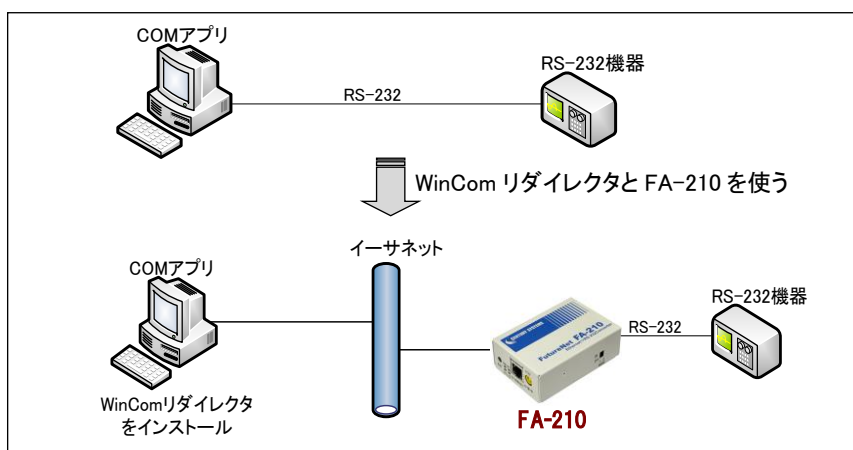 COMアプリ
RS-232機器
RS-232
WinCom リダイレクタと FA-210 を使う
イーサネット
COMアプリ
RS-232機器
RS-232
FutureNet FA-210
FA-210
WinComリダイレクタ
をインストール